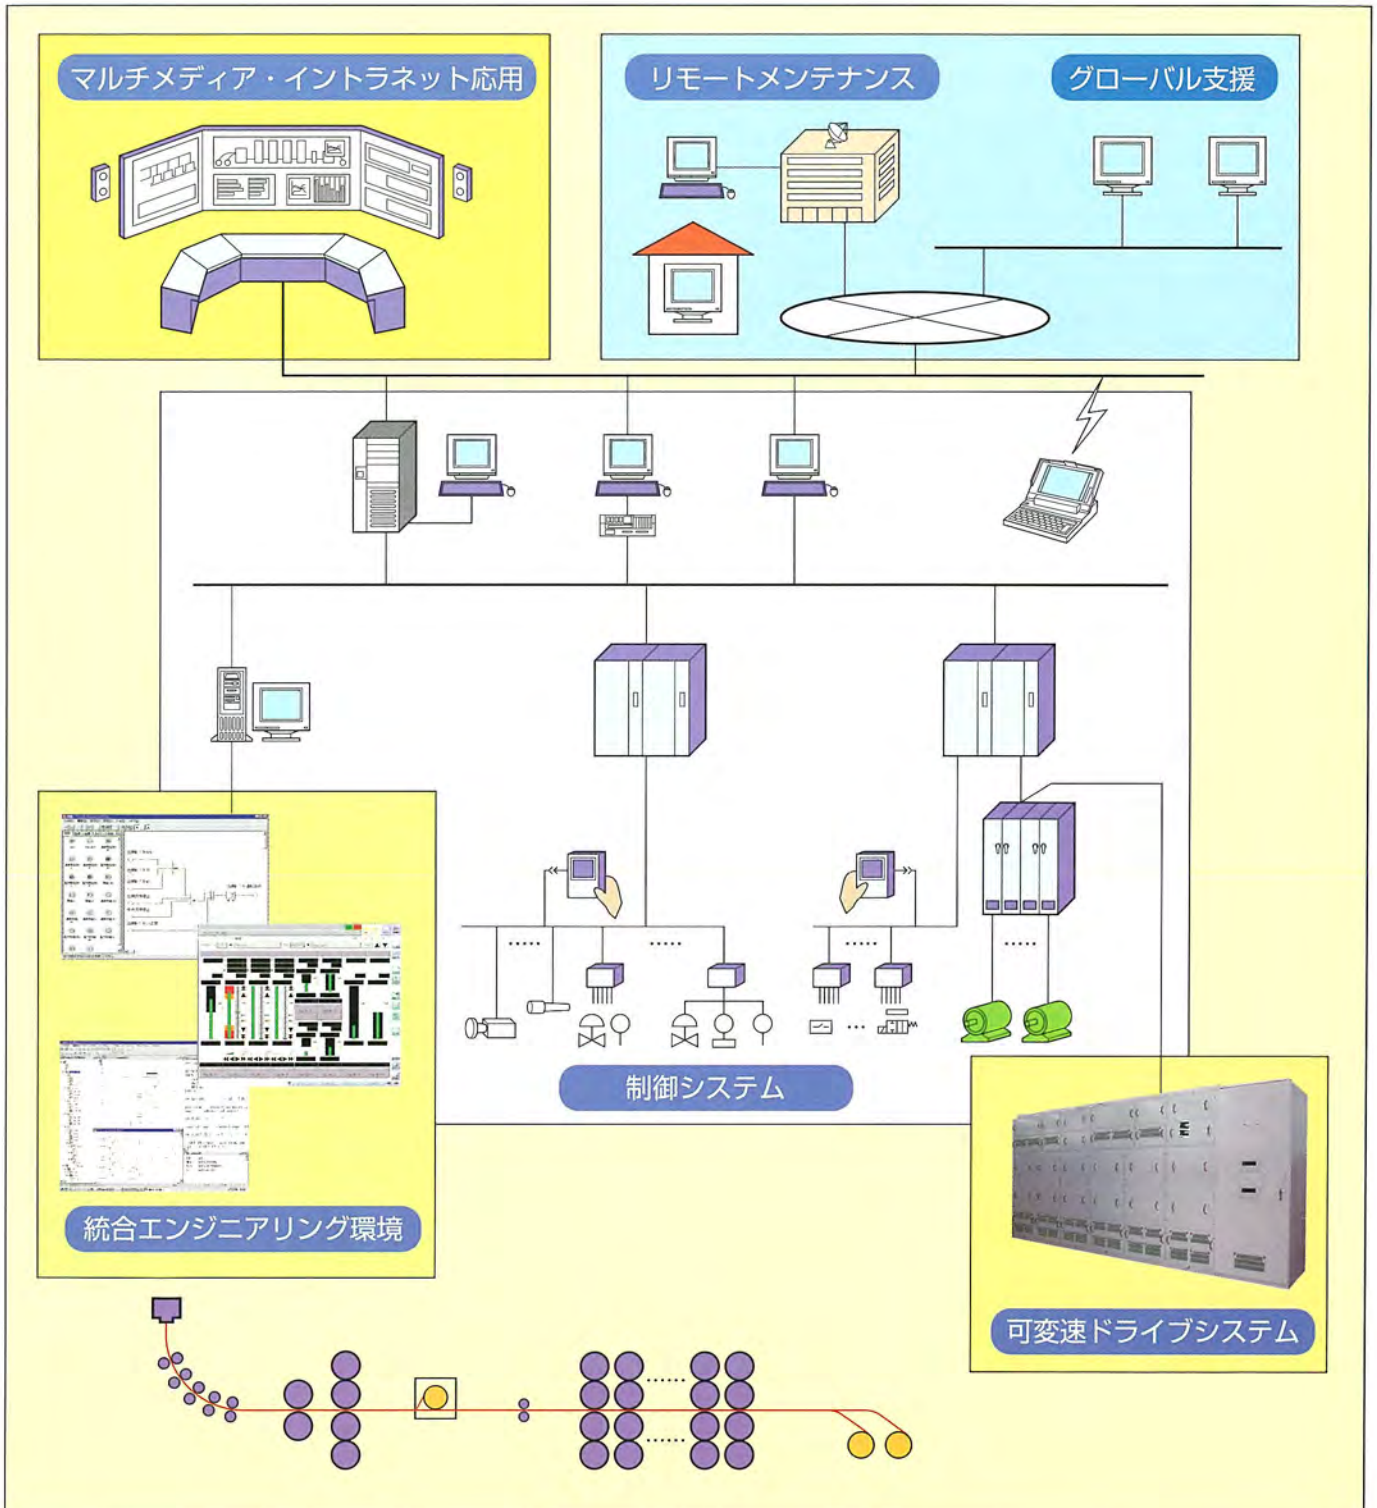 マルチメディア・イントラネット応用
リモートメンテナンス
グローバル支援
制御システム
統合エンジニアリング環境
可変速ドライブシステム